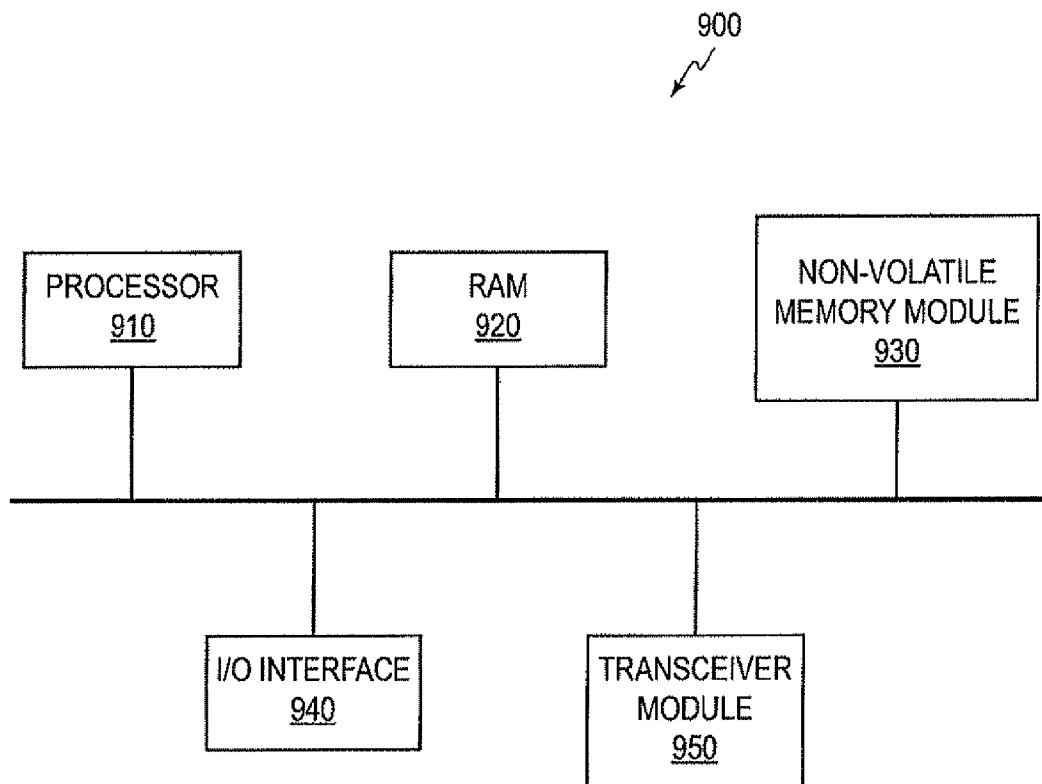 900
PROCESSOR
910
RAM
920
NON-VOLATILE
MEMORY MODULE
930
I/O INTERFACE
940
TRANSCEIVER
MODULE
950